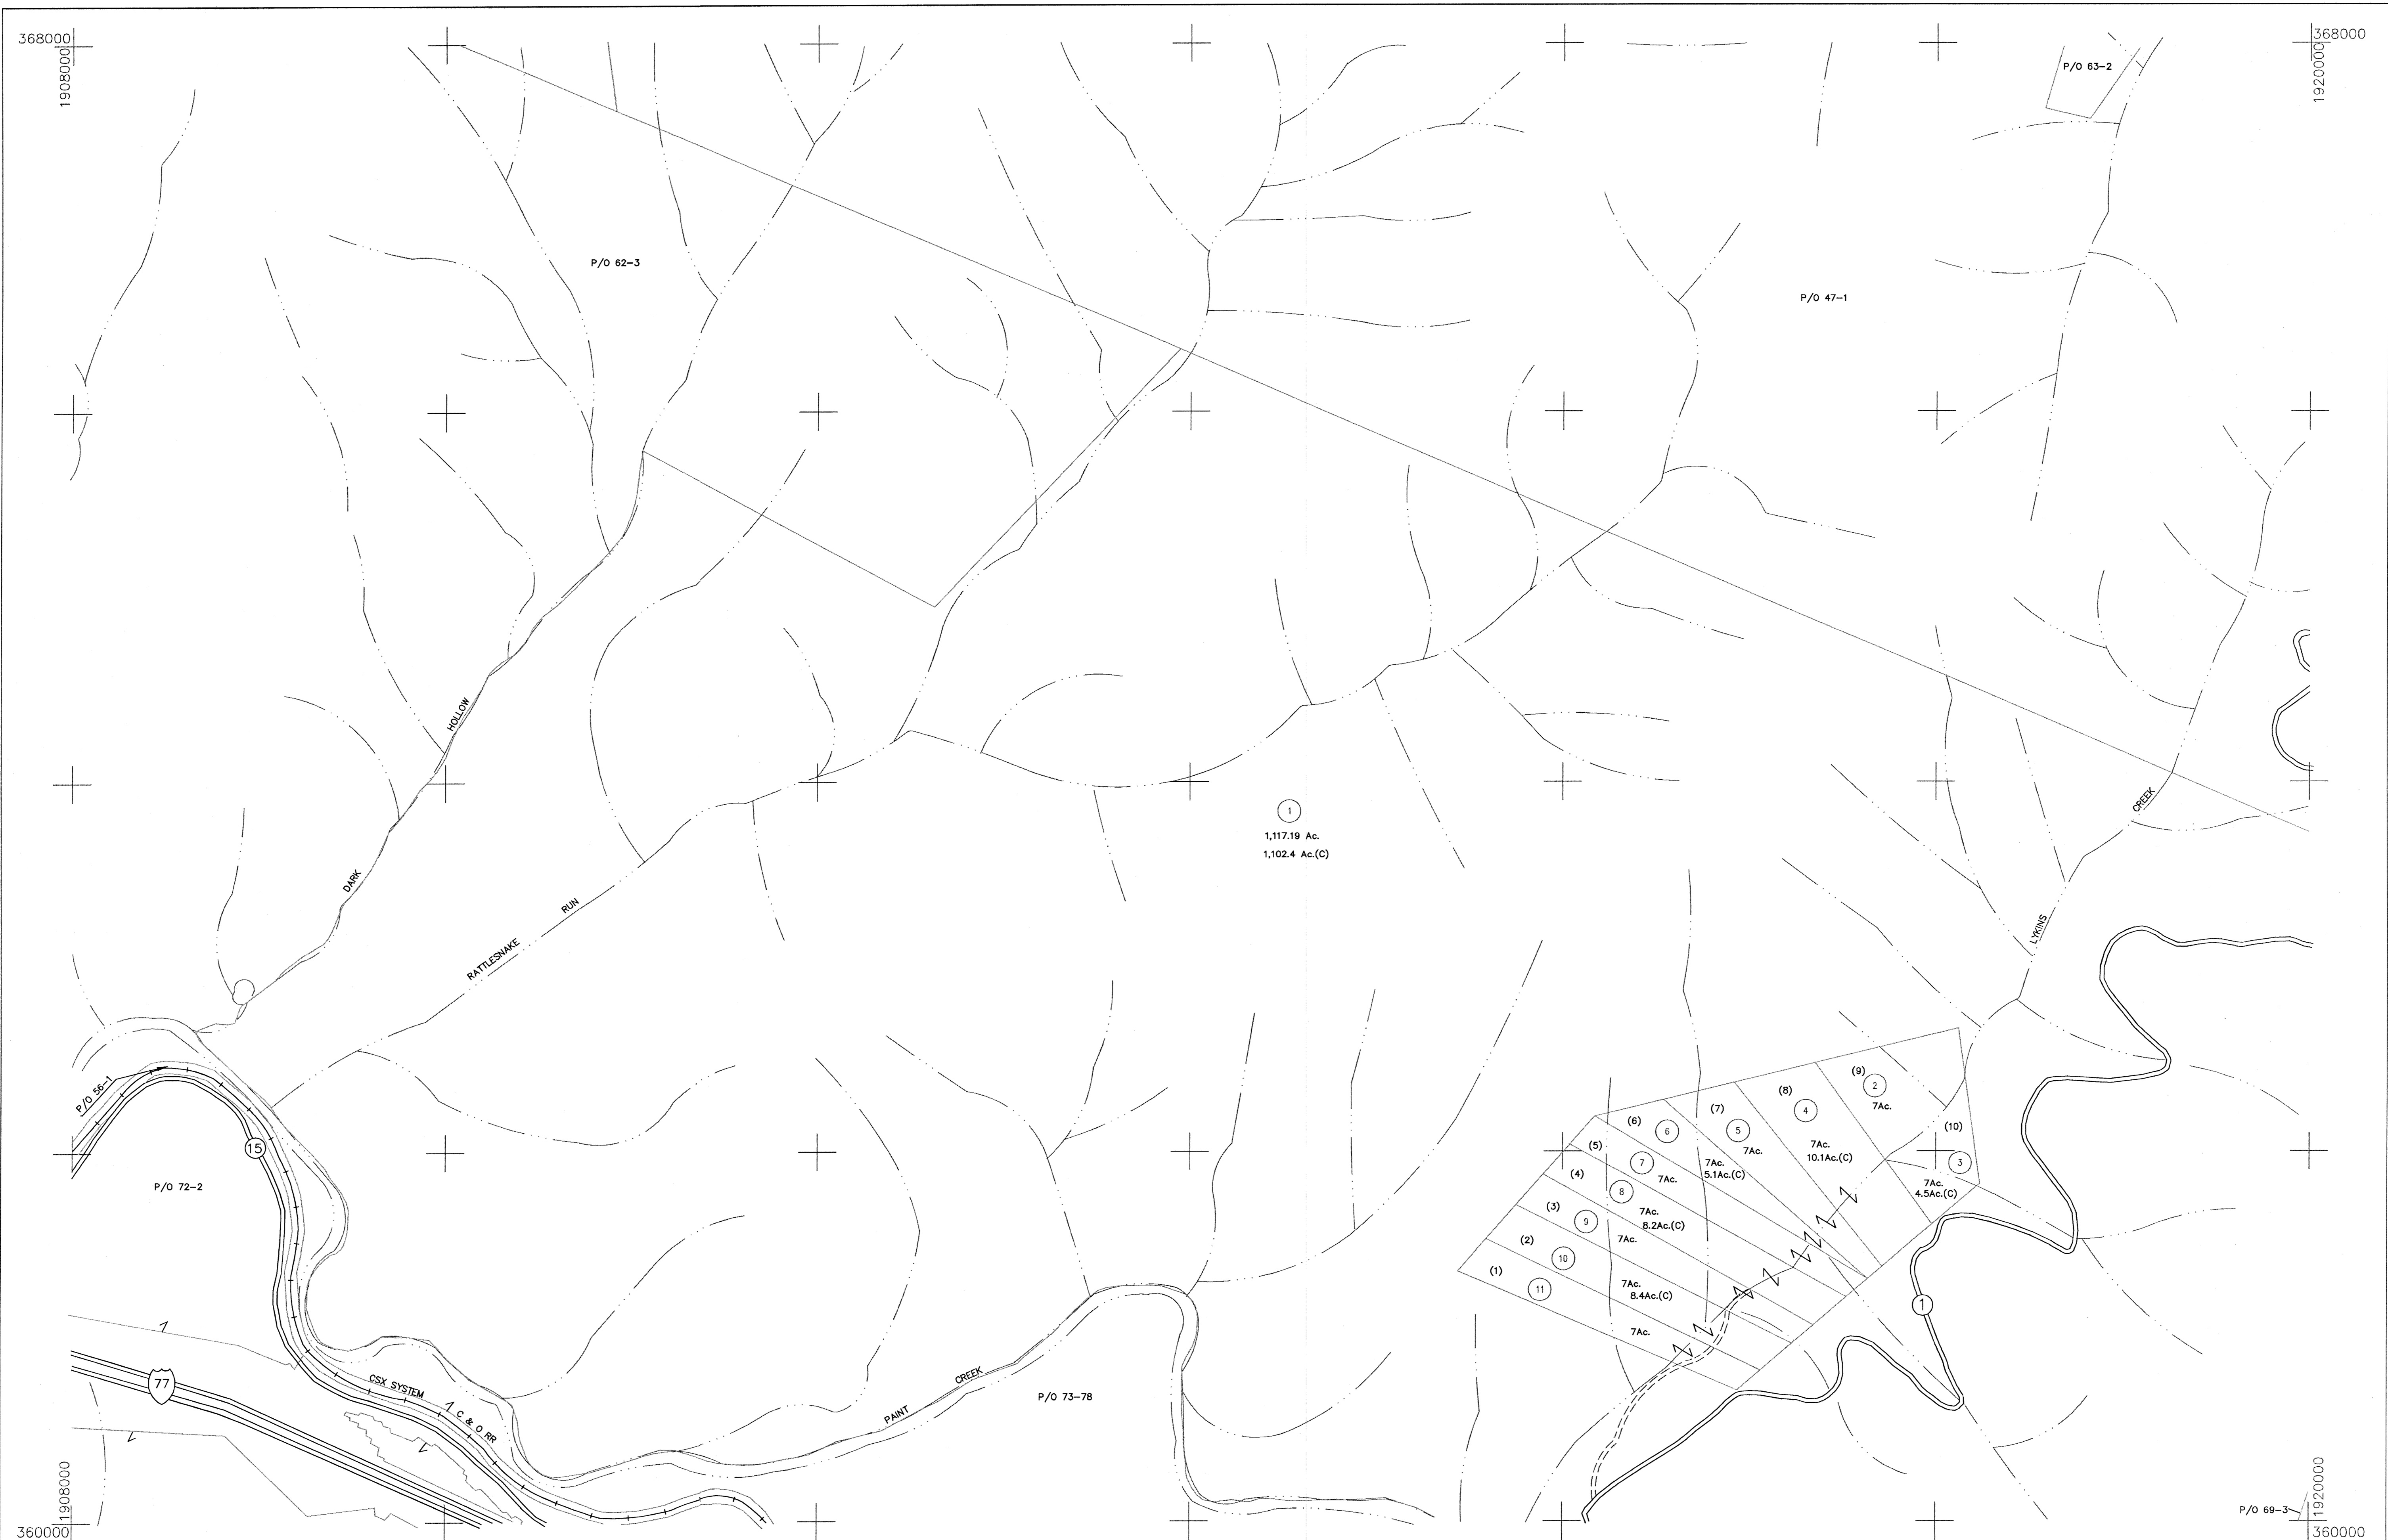 368000
1908000
368000
1920000
P/O 63-2
P/O 62-3
P/O 47-1
HOLLOW
DARK
1
1,117.19 Ac.
1,102.4 Ac.(C)
CREEK
LYKINS
RUN
RATTLESNAKE
P/O 56-1
15
P/O 72-2
(9)
2
7Ac.
(8)
4
7Ac.
10.1Ac.(C)
(10)
3
7Ac.
4.5Ac.(C)
(7)
5
7Ac.
(6)
6
7Ac.
5.1Ac.(C)
(5)
7
7Ac.
(4)
8
7Ac.
8.2Ac.(C)
(3)
9
7Ac.
(2)
10
7Ac.
8.4Ac.(C)
(1)
11
7Ac.
1
77
CSX SYSTEM
C & O RR
PAINT
CREEK
P/O 73-78
1908000
360000
P/O 69-3
1920000
360000